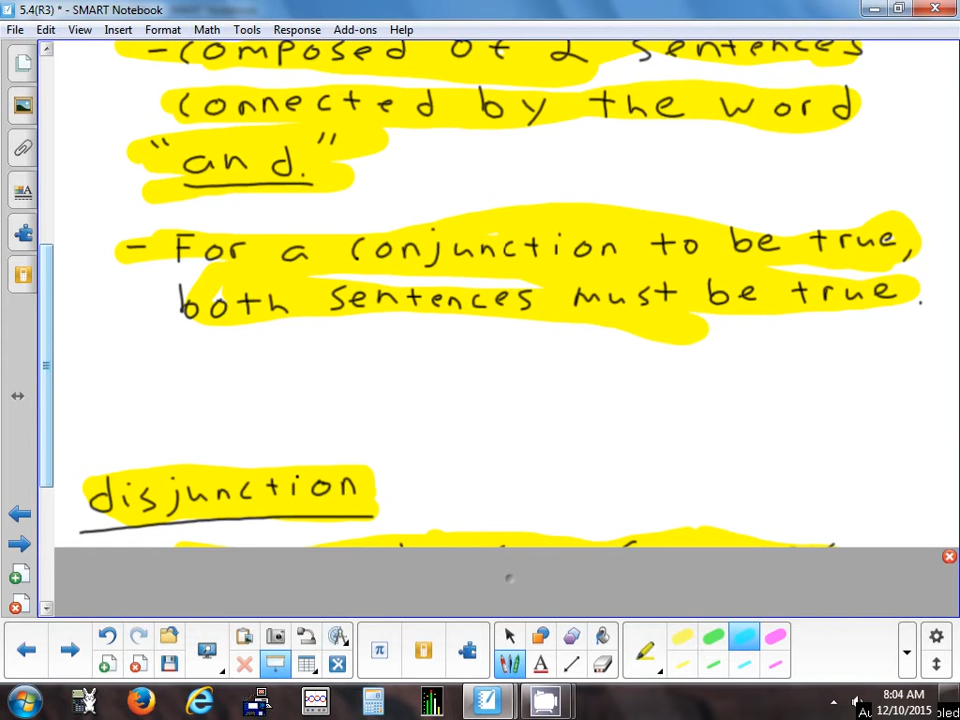 5.4(R3) * - SMART Notebook
File Edit View Insert Format Math Tools Response Add-ons Help
- composed of 2 sentences
connected by the word
"and."
- For a conjunction to be true,
both sentences must be true.
disjunction
8:04 AM
12/10/2015